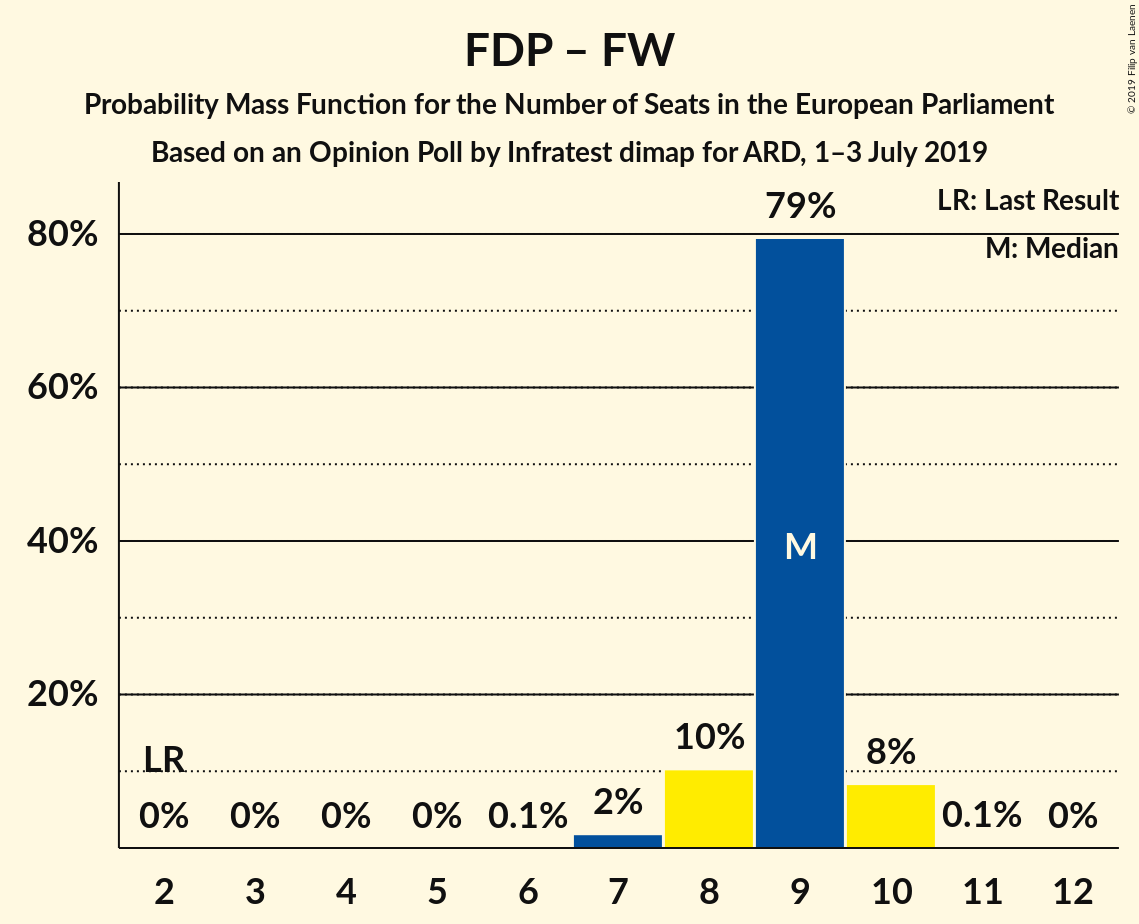 FDP – FW
Probability Mass Function for the Number of Seats in the European Parliament
Based on an Opinion Poll by Infratest dimap for ARD, 1–3 July 2019
© 2019 Filip van Laenen
LR: Last Result
M: Median
80%
60%
40%
20%
79%
M
LR
0%
0%
0%
0%
0.1%
2%
10%
8%
0.1%
0%
2 3 4 5 6 7 8 9 10 11 12